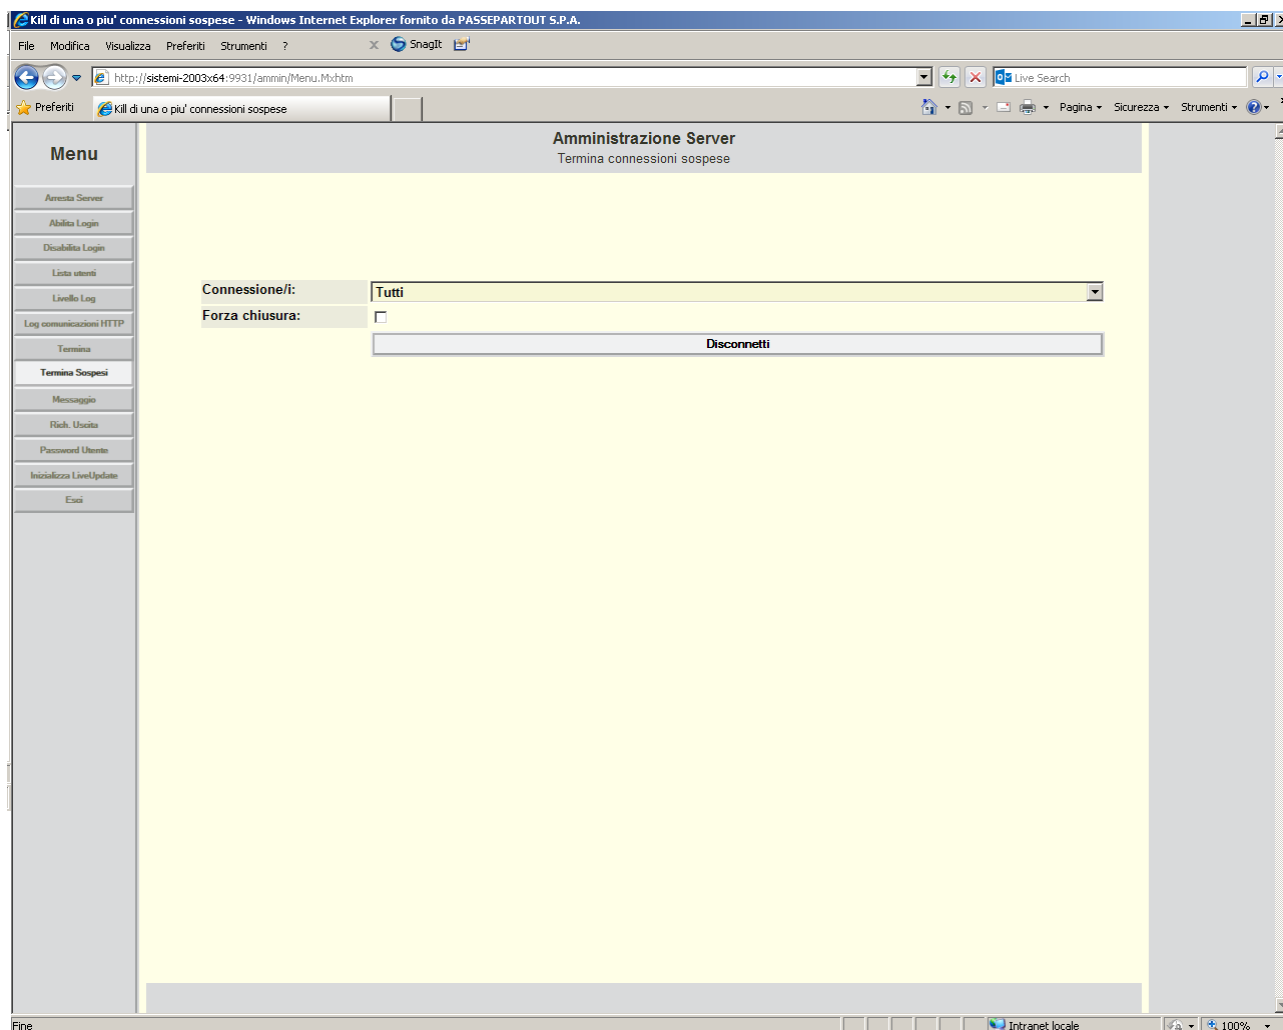 Kill di una o piu' connessioni sospese - Windows Internet Explorer fornito da PASSEPARTOUT S.P.A.
File Modifica Visualizza Preferiti Strumenti ? x SnagIt
http://sistemi-2003x64:9931/ammin/Menu.Mxhtm Live Search
Preferiti Kill di una o piu' connessioni sospese Pagina Sicurezza Strumenti
Menu
Amministrazione Server
Termina connessioni sospese
Arresta Server
Abilita Login
Disabilita Login
Lista utenti
Livello Log
Log comunicazioni HTTP
Termina
Termina Sospesi
Messaggio
Rich. Uscita
Password Utente
Inizializza LiveUpdate
Esci
Connessione/i: Tutti
Forza chiusura:
Disconnetti
Fine Intranet locale 100%